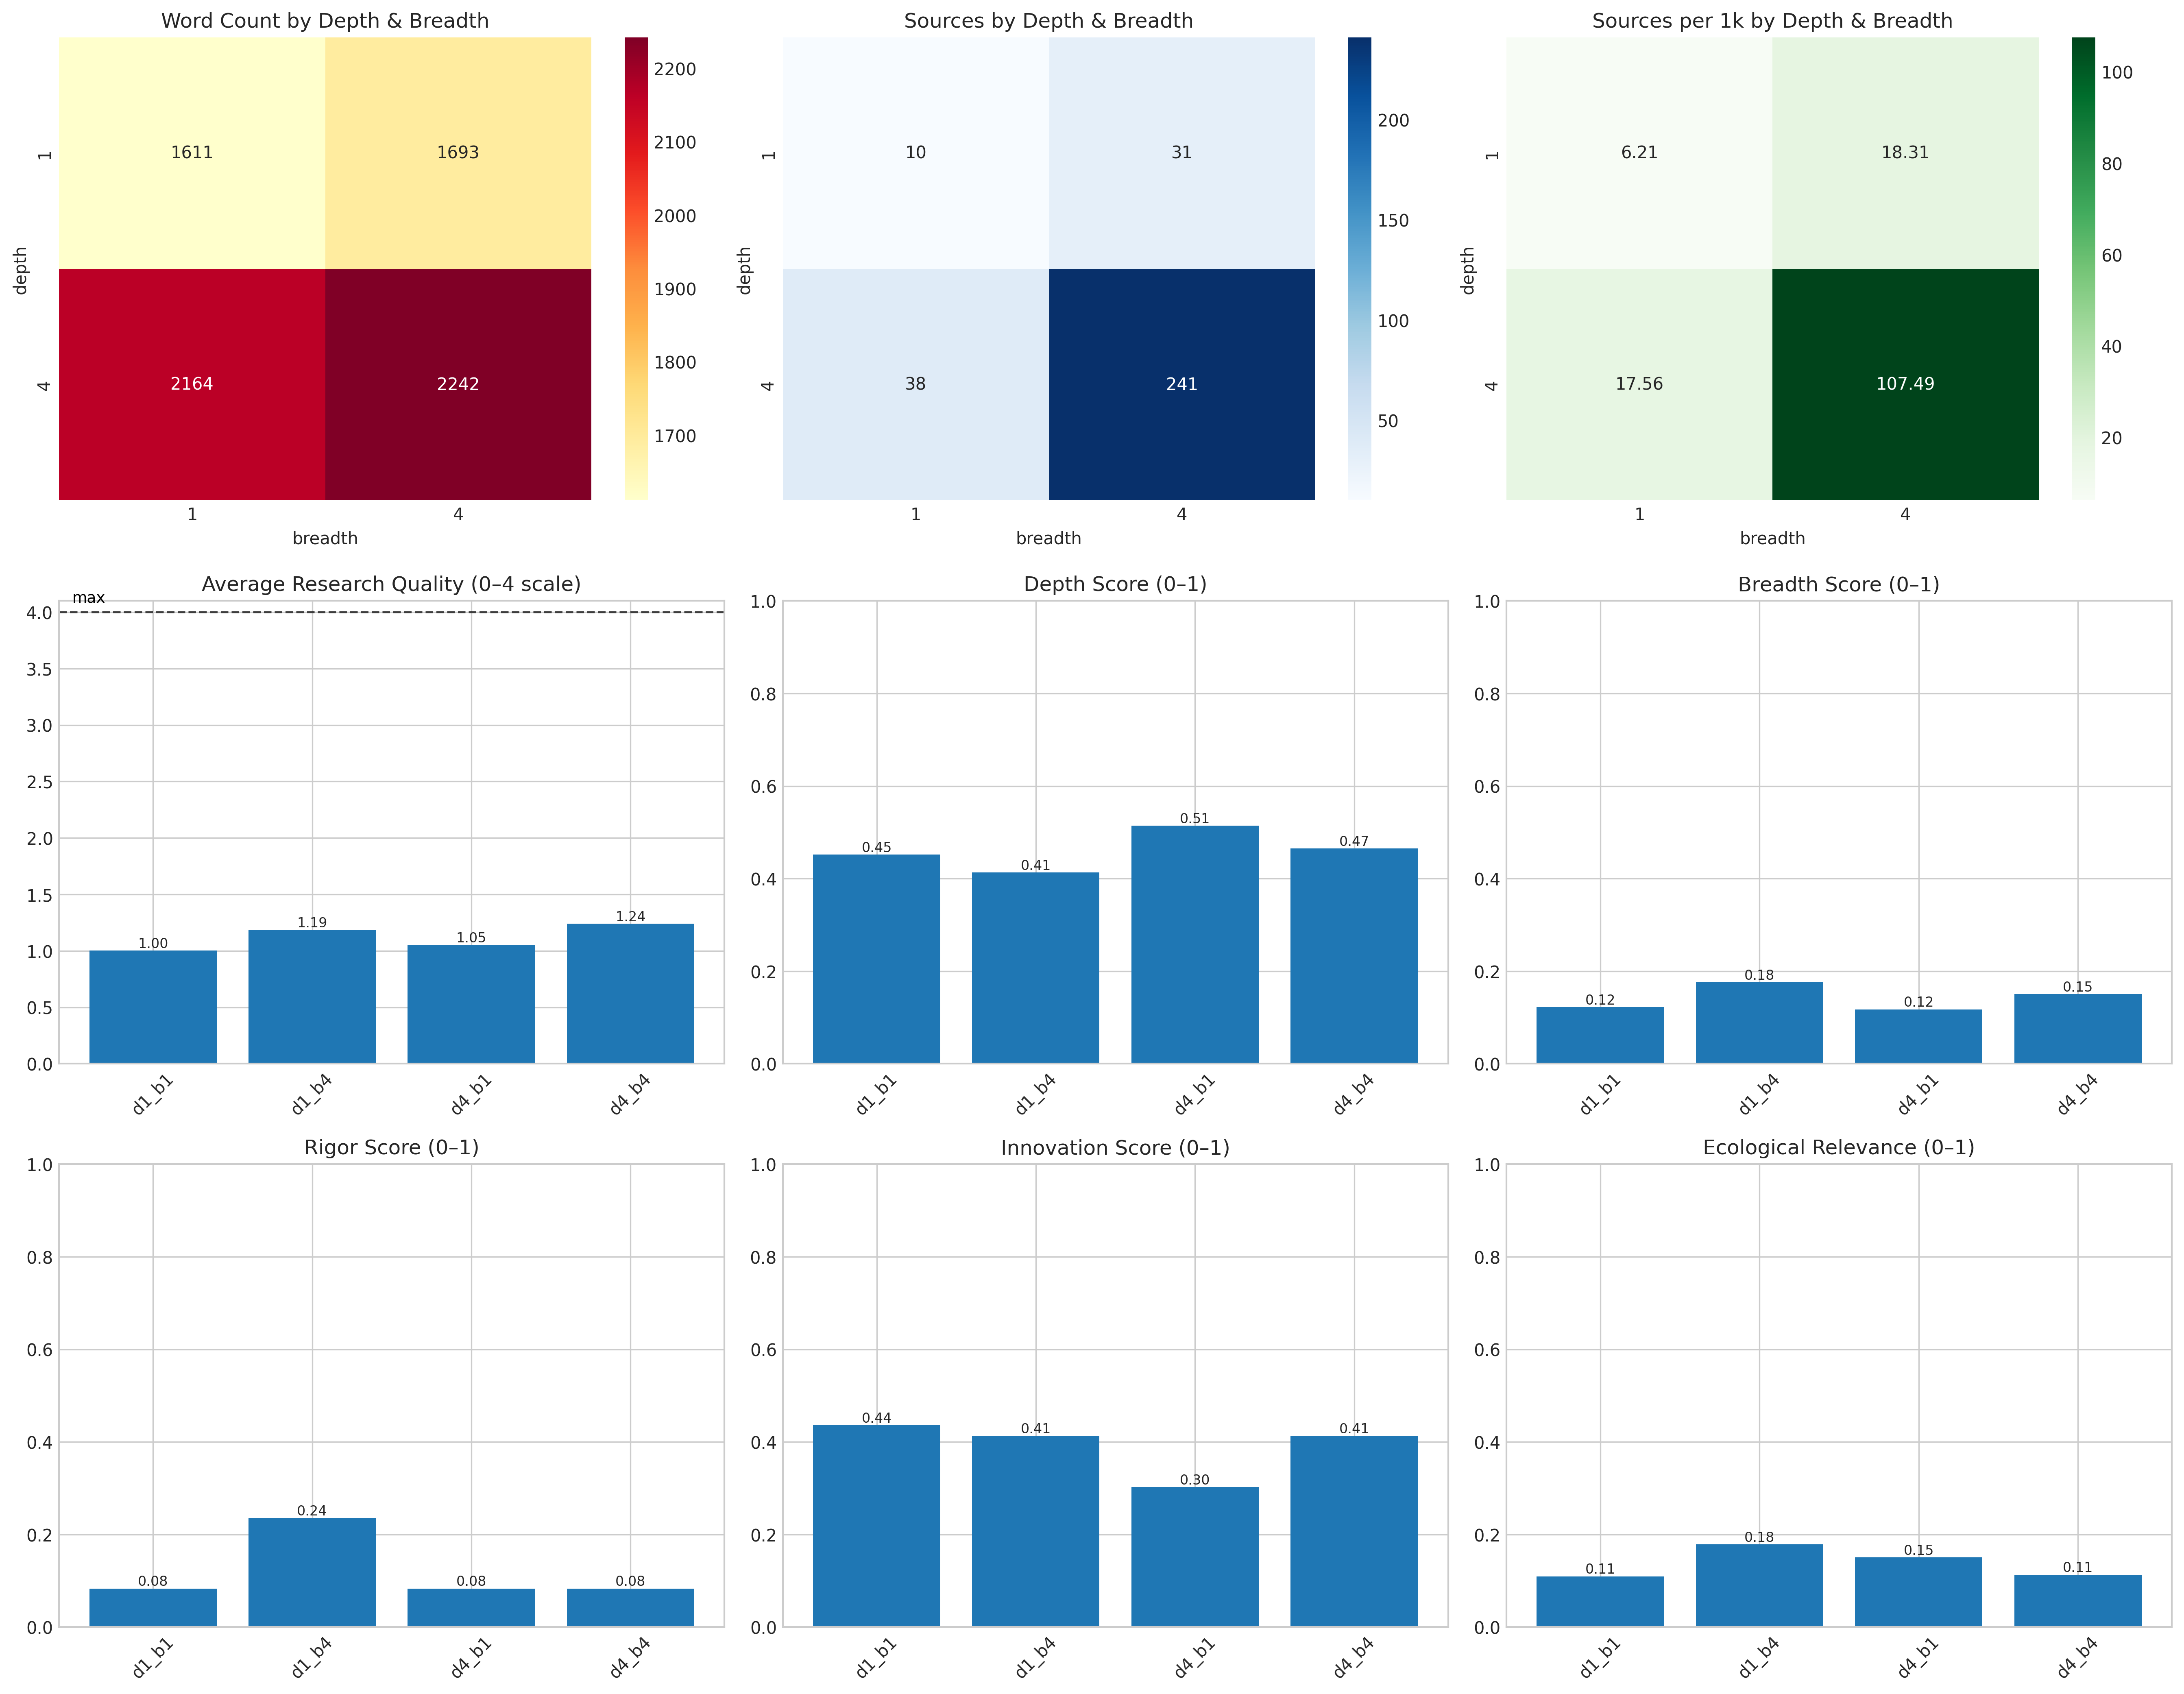 Word Count by Depth & Breadth
1611
1693
2164
2242
1
4
depth
1
4
breadth
2200
2100
2000
1900
1800
1700
Sources by Depth & Breadth
10
31
38
241
1
4
depth
1
4
breadth
200
150
100
50
Sources per 1k by Depth & Breadth
6.21
18.31
17.56
107.49
1
4
depth
1
4
breadth
100
80
60
40
20
Average Research Quality (0–4 scale)
max
4.0
3.5
3.0
2.5
2.0
1.5
1.0
0.5
0.0
1.00
1.19
1.05
1.24
d1_b1
d1_b4
d4_b1
d4_b4
Depth Score (0–1)
1.0
0.8
0.6
0.4
0.2
0.0
0.45
0.41
0.51
0.47
d1_b1
d1_b4
d4_b1
d4_b4
Breadth Score (0–1)
1.0
0.8
0.6
0.4
0.2
0.0
0.12
0.18
0.12
0.15
d1_b1
d1_b4
d4_b1
d4_b4
Rigor Score (0–1)
1.0
0.8
0.6
0.4
0.2
0.0
0.08
0.24
0.08
0.08
d1_b1
d1_b4
d4_b1
d4_b4
Innovation Score (0–1)
1.0
0.8
0.6
0.4
0.2
0.0
0.44
0.41
0.30
0.41
d1_b1
d1_b4
d4_b1
d4_b4
Ecological Relevance (0–1)
1.0
0.8
0.6
0.4
0.2
0.0
0.11
0.18
0.15
0.11
d1_b1
d1_b4
d4_b1
d4_b4